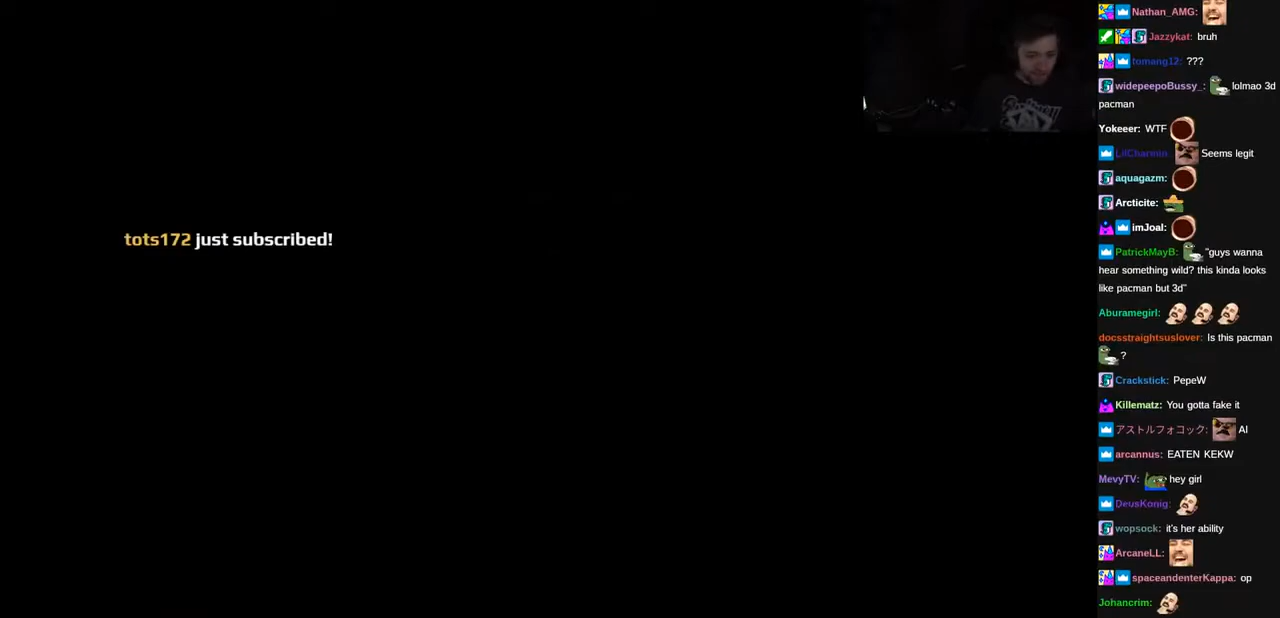 Nathan_AMG:
Jazzykat: bruh
tomang12: ???
widepeepoBussy_: lolmao 3d
pacman
Yokeeer: WTF
Seems legit
aquagazm:
Arcticite:
tots172 just subscribed!
imJoal:
PatrickMayB: "guys wanna
hear something wild? this kinda looks
like pacman but 3d"
Aburamegirl:
docsstraightsuslover: Is this pacman
?
Crackstick: PepeW
Killematz: You gotta fake it
アストルフォコック: AI
arcannus: EATEN KEKW
MevyTV: hey girl
DeusKonig:
wopsock: it's her ability
ArcaneLL:
spaceandenterKappa: op
Johancrim: